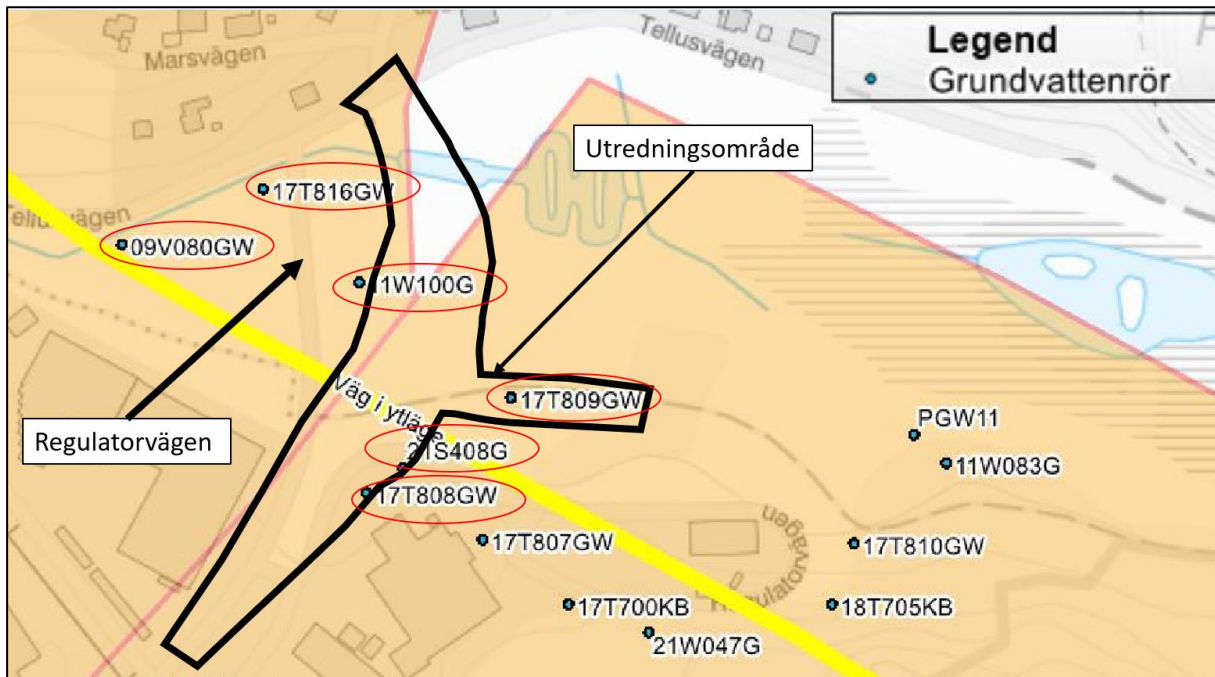 Marsvägen
Tellusvägen
Legend
Grundvattenrör
Utredningsområde
17T816GW
Tellusvägen
09V080GW
11W100G
Väg i ytläge
17T809GW
Regulatorvägen
21S408G
PGW11
11W083G
17T808GW
17T807GW
Regulatorvägen
17T810GW
17T700KB
18T705KB
21W047G